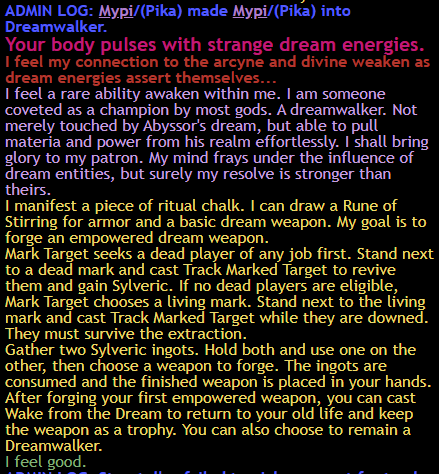 ADMIN LOG: Mypi/(Pika) made Mypi/(Pika) into
Dreamwalker.
Your body pulses with strange dream energies.
I feel my connection to the arcyne and divine weaken as
dream energies assert themselves...
I feel a rare ability awaken within me. I am someone
coveted as a champion by most gods. A dreamwalker. Not
merely touched by Abyssor's dream, but able to pull
materia and power from his realm effortlessly. I shall bring
glory to my patron. My mind frays under the influence of
dream entities, but surely my resolve is stronger than
theirs.
I manifest a piece of ritual chalk. I can draw a Rune of
Stirring for armor and a basic dream weapon. My goal is to
forge an empowered dream weapon.
Mark Target seeks a dead player of any job first. Stand next
to a dead mark and cast Track Marked Target to revive
them and gain Sylveric. If no dead players are eligible,
Mark Target chooses a living mark. Stand next to the living
mark and cast Track Marked Target while they are downed.
They must survive the extraction.
Gather two Sylveric ingots. Hold both and use one on the
other, then choose a weapon to forge. The ingots are
consumed and the finished weapon is placed in your hands.
After forging your first empowered weapon, you can cast
Wake from the Dream to return to your old life and keep
the weapon as a trophy. You can also choose to remain a
Dreamwalker.
I feel good.